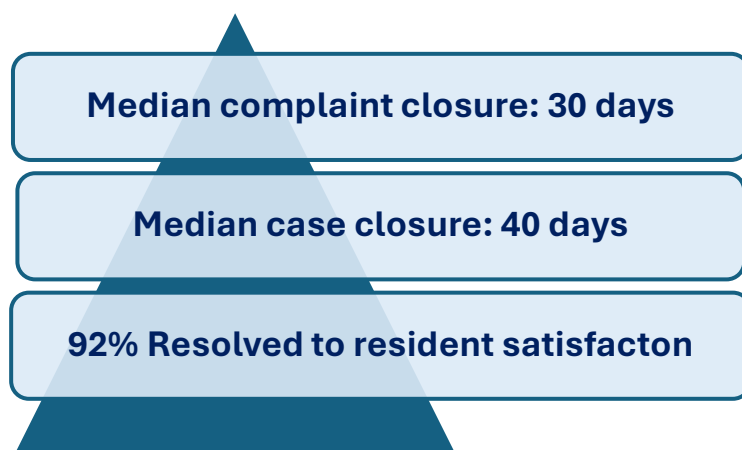 Median complaint closure: 30 days
Median case closure: 40 days
92% Resolved to resident satisfacton